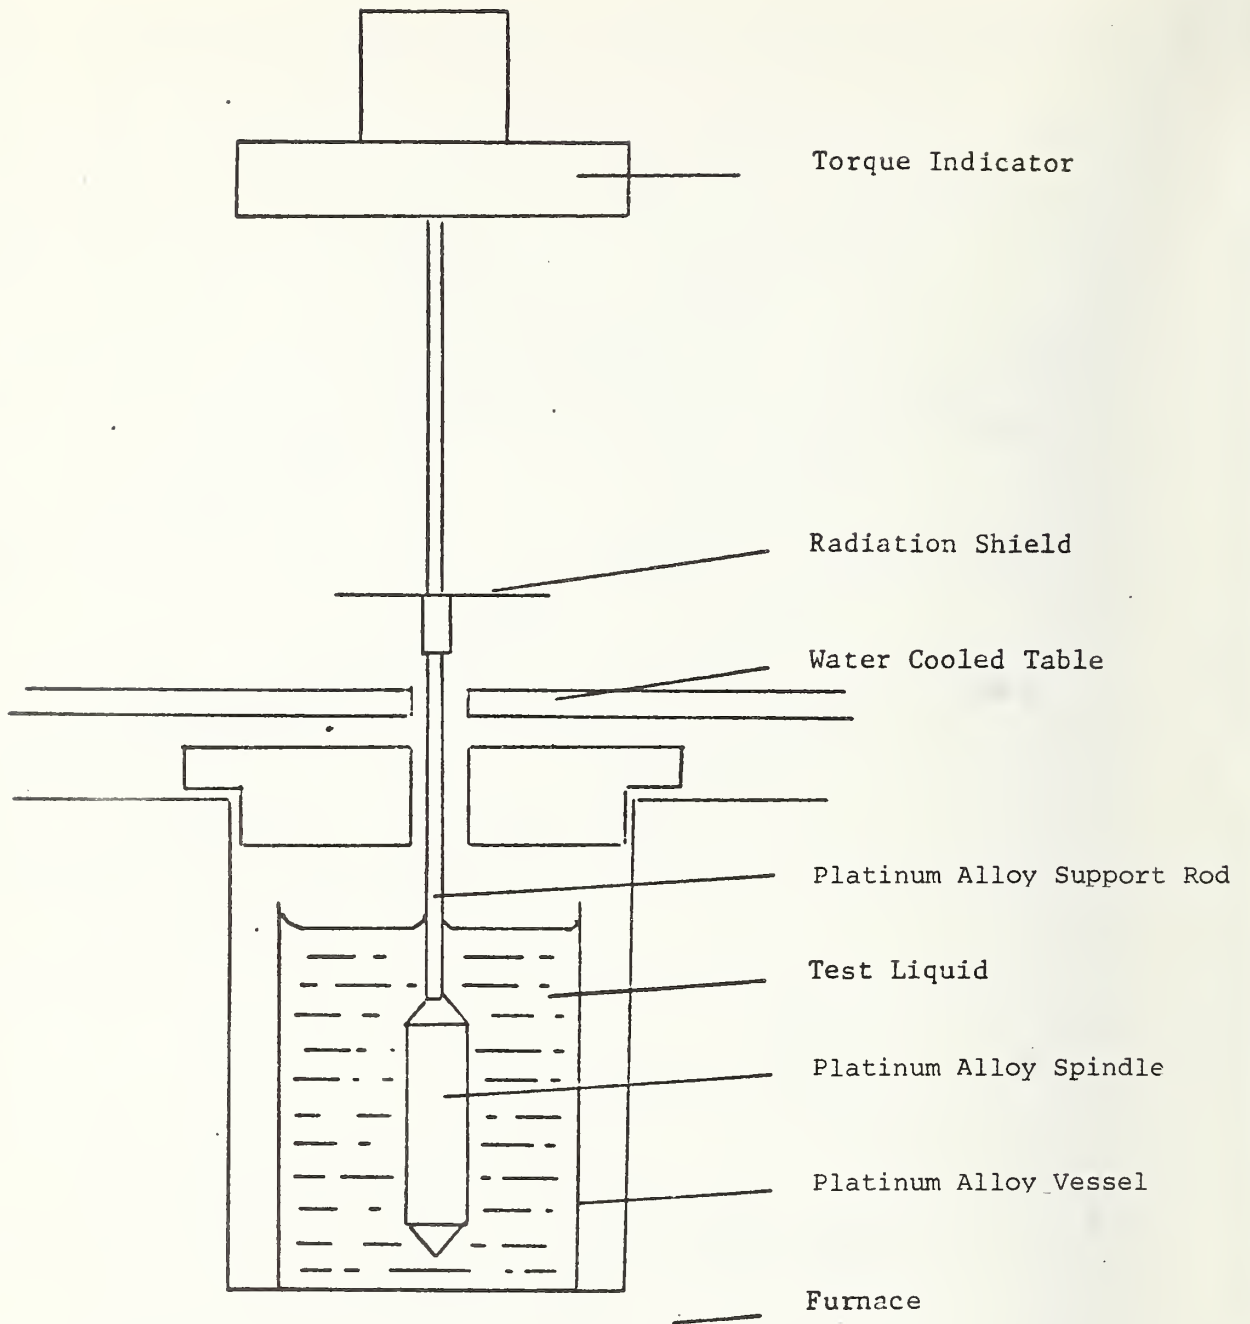 Torque Indicator
Radiation Shield
Water Cooled Table
Platinum Alloy Support Rod
Test Liquid
Platinum Alloy Spindle
Platinum Alloy Vessel
Furnace